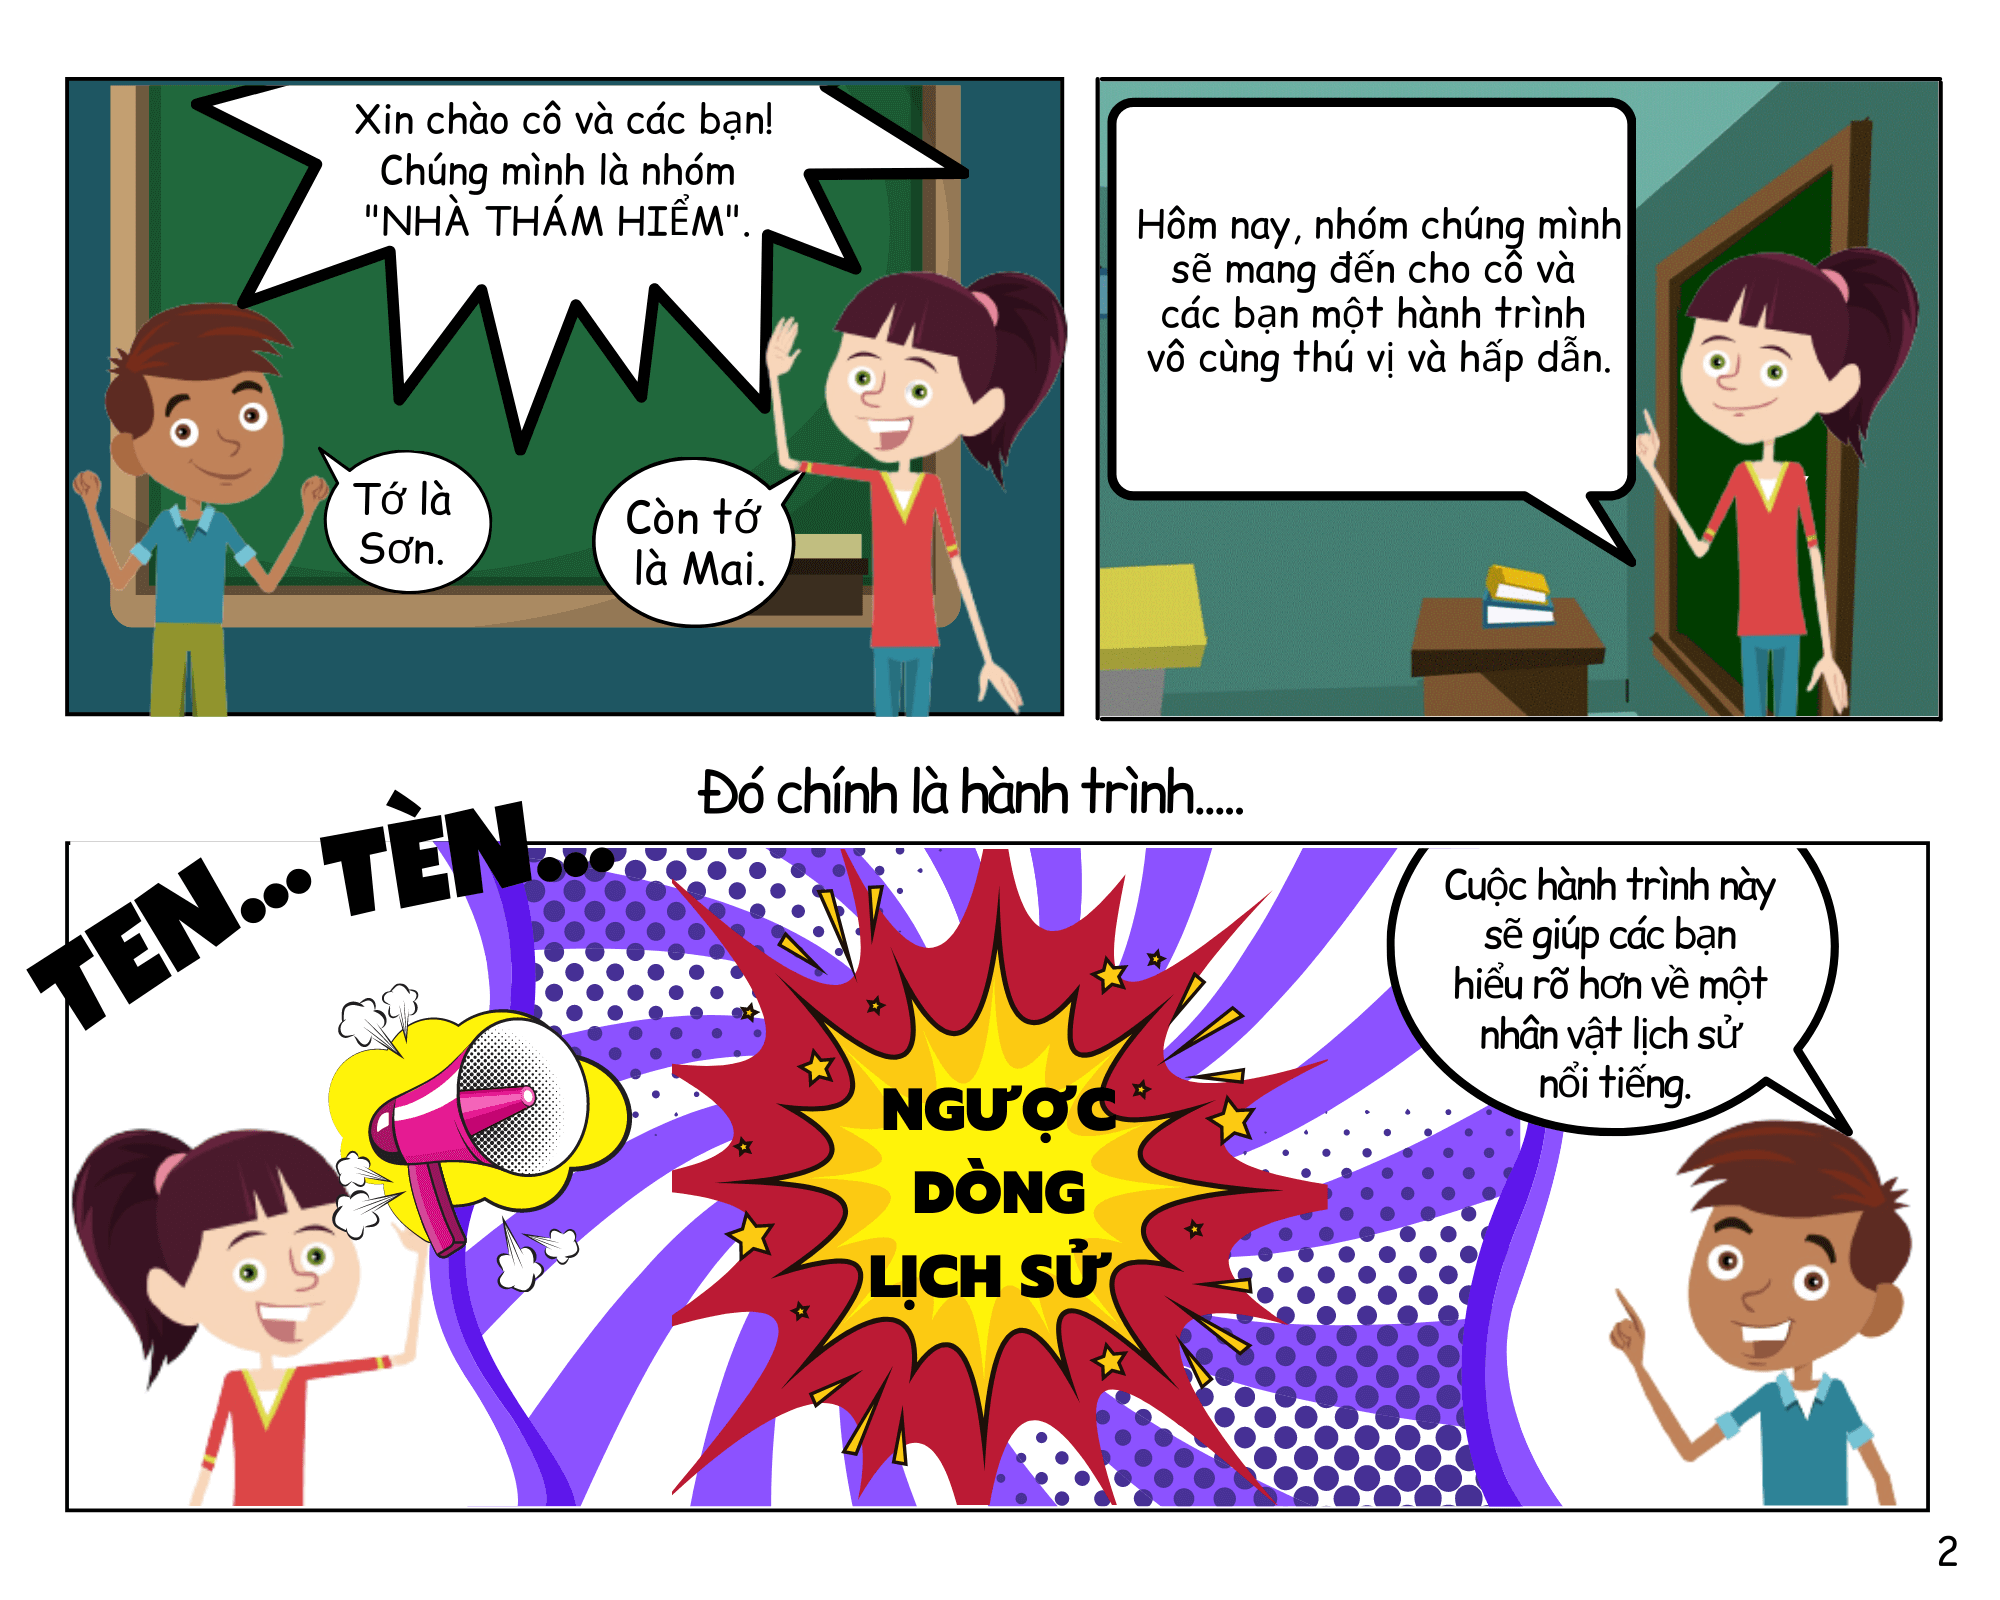 Xin chào cô và các bạn!
Chúng mình là nhóm
"NHÀ THÁM HIỂM".
Tớ là
Sơn.
Còn tớ
là Mai.
Hôm nay, nhóm chúng mình
sẽ mang đến cho cô và
các bạn một hành trình
vô cùng thú vị và hấp dẫn.
Đó chính là hành trình.....
TEN... TÈN...
NGƯỢC
DÒNG
LỊCH SỬ
Cuộc hành trình này
sẽ giúp các bạn
hiểu rõ hơn về một
nhân vật lịch sử
nổi tiếng.
2